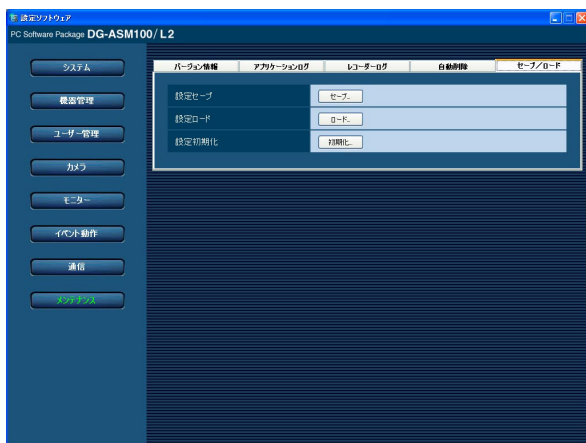 設定ソフトウェア
PC Software Package DG-ASM100/L2
システム
機器管理
ユーザー管理
カメラ
モニター
イベント動作
通信
メンテナンス
バージョン情報 アプリケーションログ レコーダーログ 自動削除 セーブ/ロード
設定セーブ セーブ...
設定ロード ロード...
設定初期化 初期化...